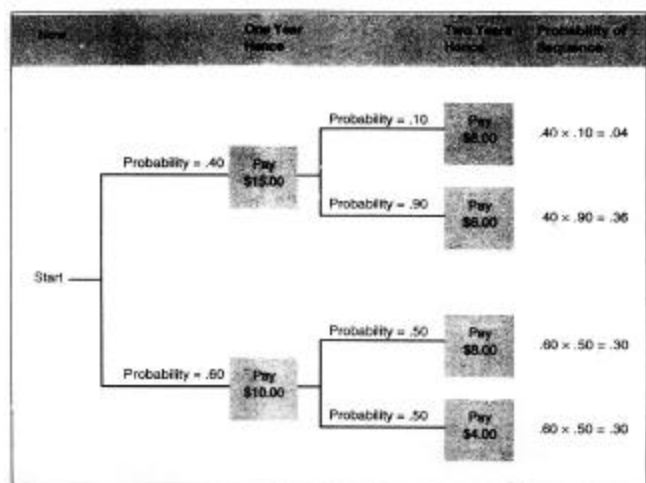 Now
One Year
Hence
Two Years
Hence
Probability of
Sequence
Probability = .10
Pay
.40 × .10 = .04
Probability = .40
Pay
$15.00
Probability = .90
Pay
$6.00
40 × .90 = .36
Start
Probability = .50
Pay
$8.00
.60 × .50 = .30
Probability = .60
Pay
$10.00
Probability = .50
Pay
$4.00
.60 × .50 = .30